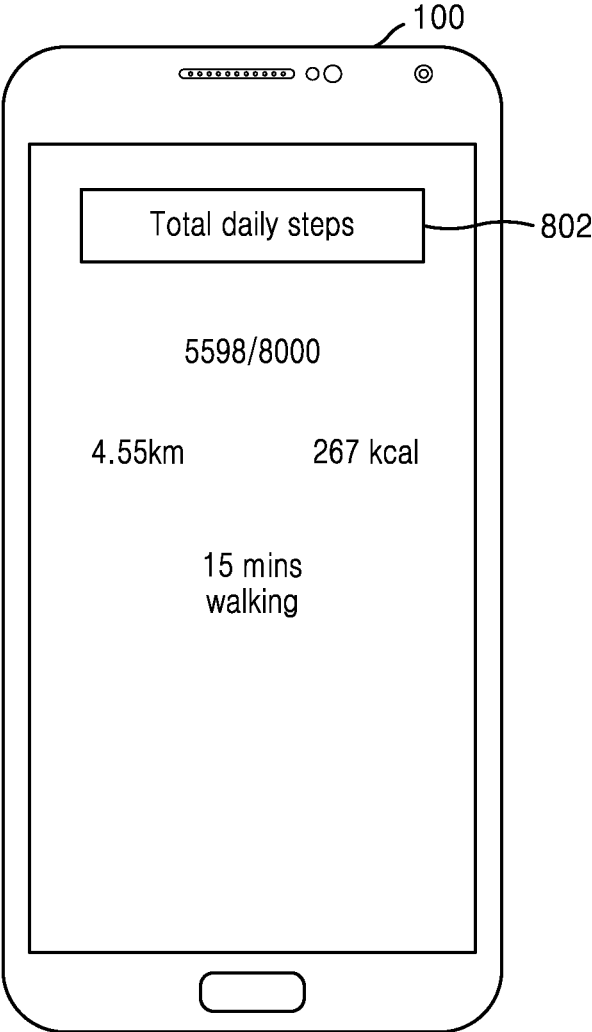 100
Total daily steps
802
5598/8000
4.55km
267 kcal
15 mins
walking